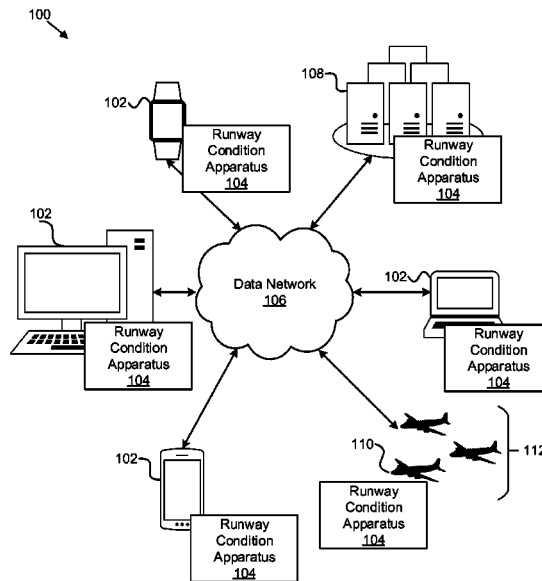 100
102
108
Runway
Condition
Apparatus
104
Runway
Condition
Apparatus
104
102
Data Network
106
102
Runway
Condition
Apparatus
104
Runway
Condition
Apparatus
104
102
110
112
Runway
Condition
Apparatus
104
Runway
Condition
Apparatus
104